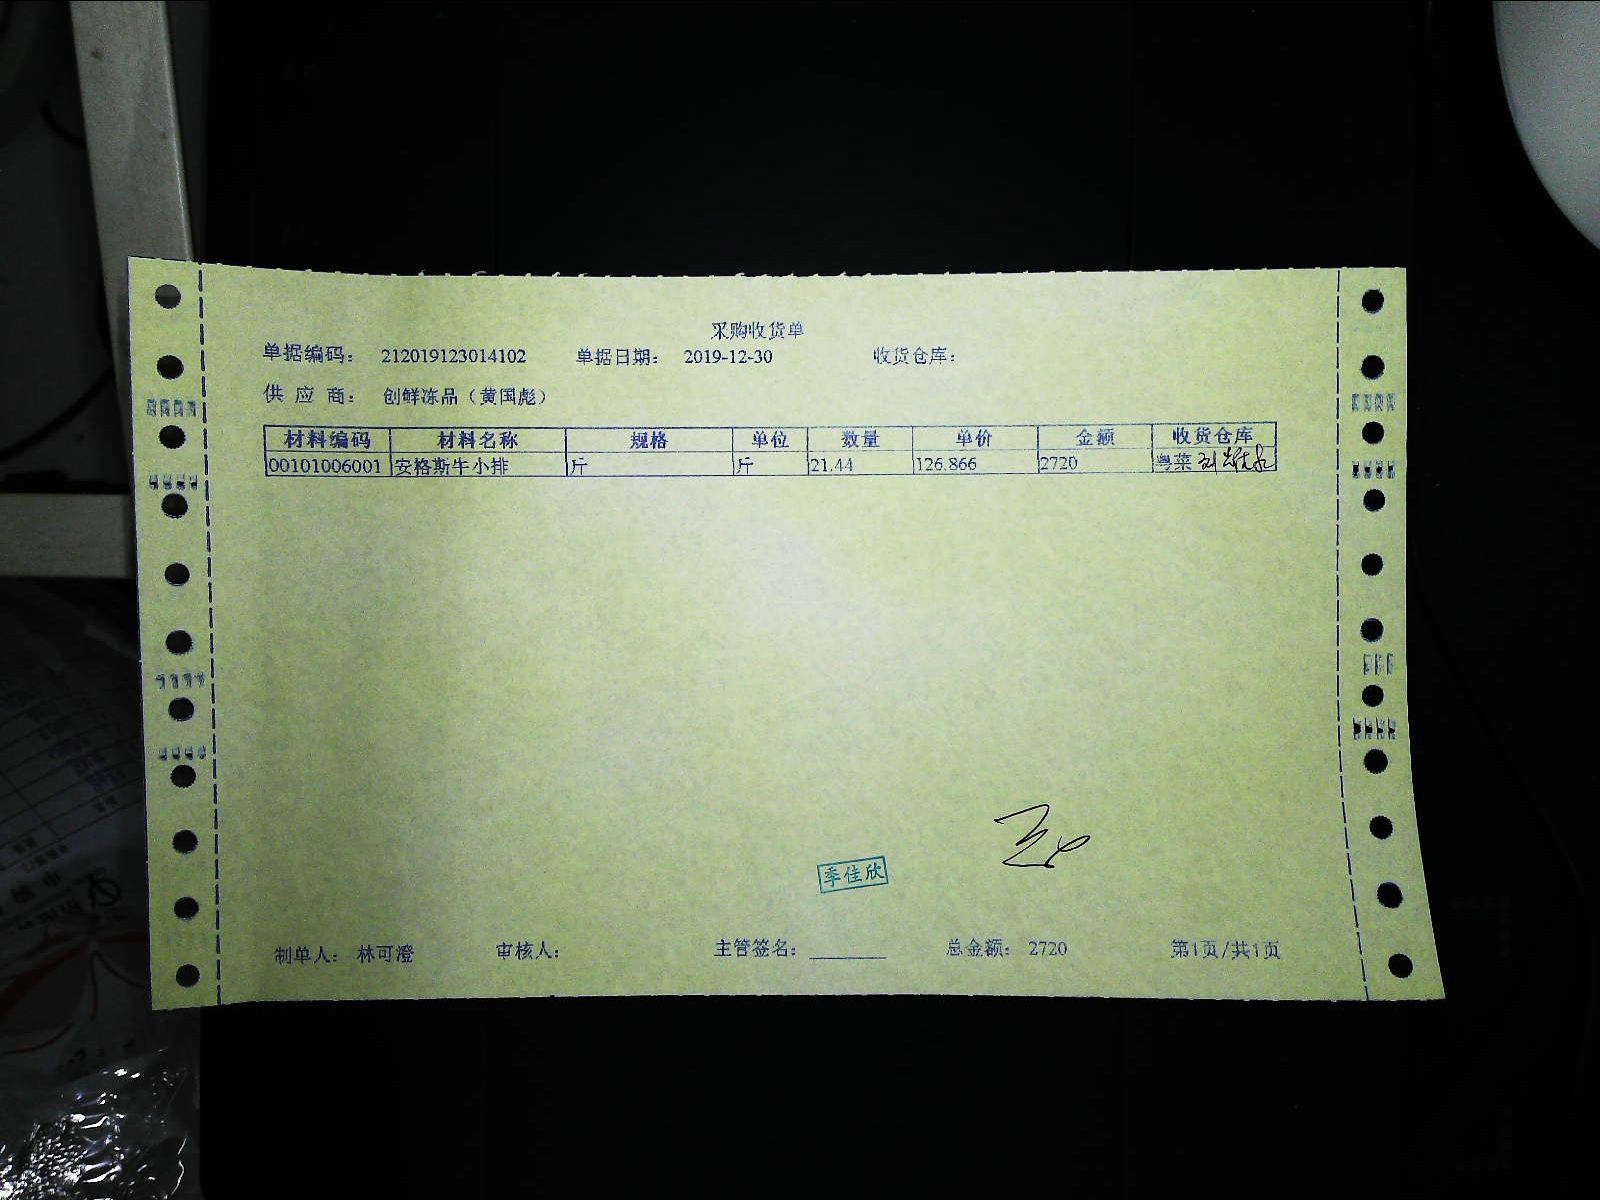 采购收货单
单据编码： 212019123014102 单据日期： 2019-12-30 收货仓库：
供 应 商： 创鲜冻品（黄国彪）
材料编码 材料名称 规格 单位 数量 单价 金额 收货仓库
00101006001 安格斯牛小排 斤 斤 21.44 126.866 2720 粤菜
季佳欣
制单人： 林可澄 审核人： 主管签名： 总金额： 2720 第1页/共1页